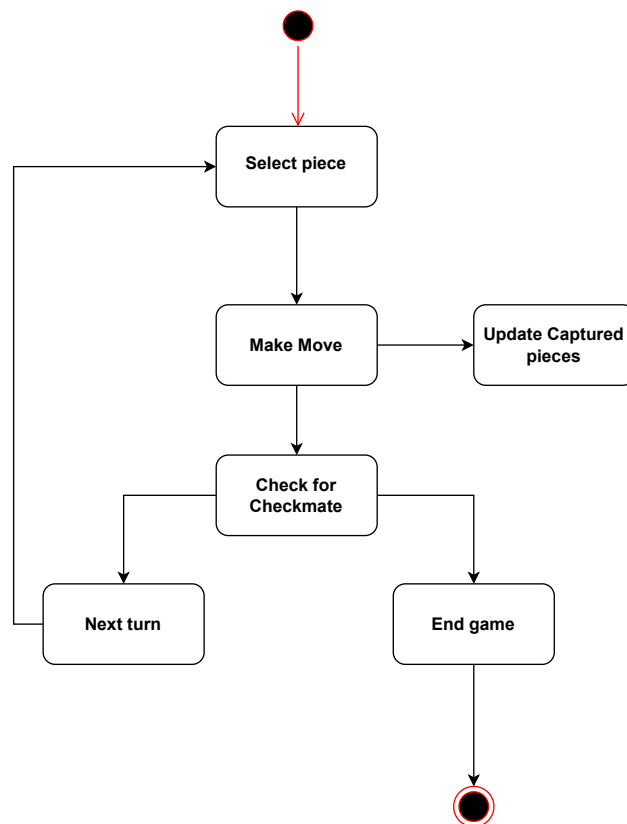 Select piece
Make Move
Update Captured
pieces
Check for
Checkmate
Next turn
End game